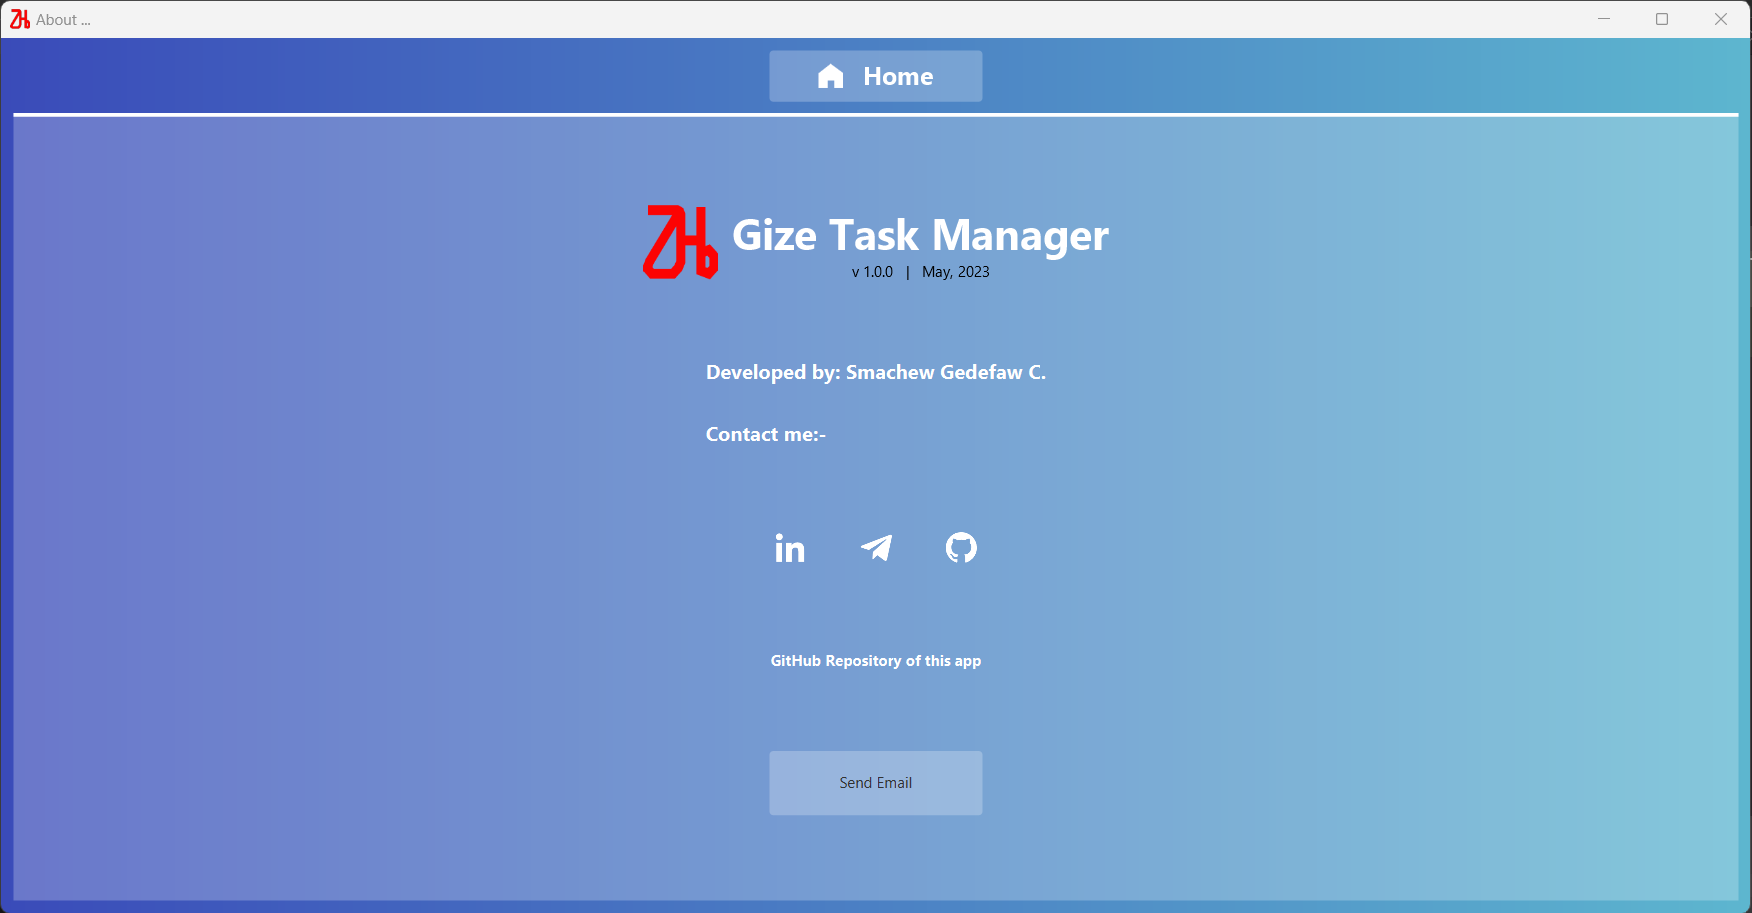 About ...
Home
ጊዜ
Gize Task Manager
v 1.0.0 | May, 2023
Developed by: Smachew Gedefaw C.
Contact me:-
in
GitHub Repository of this app
Send Email